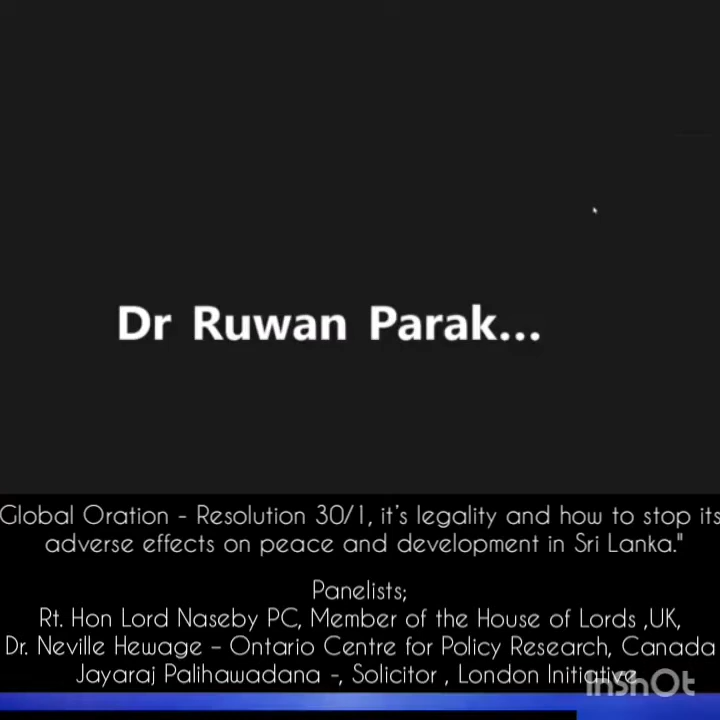 Dr Ruwan Parak...
Global Oration - Resolution 30/1, it's legality and how to stop its
adverse effects on peace and development in Sri Lanka."
Panelists;
Rt. Hon Lord Naseby PC, Member of the House of Lords ,UK,
Dr. Neville Hewage – Ontario Centre for Policy Research, Canada
Jayaraj Palihawadana -, Solicitor , London Initiative
InShOt